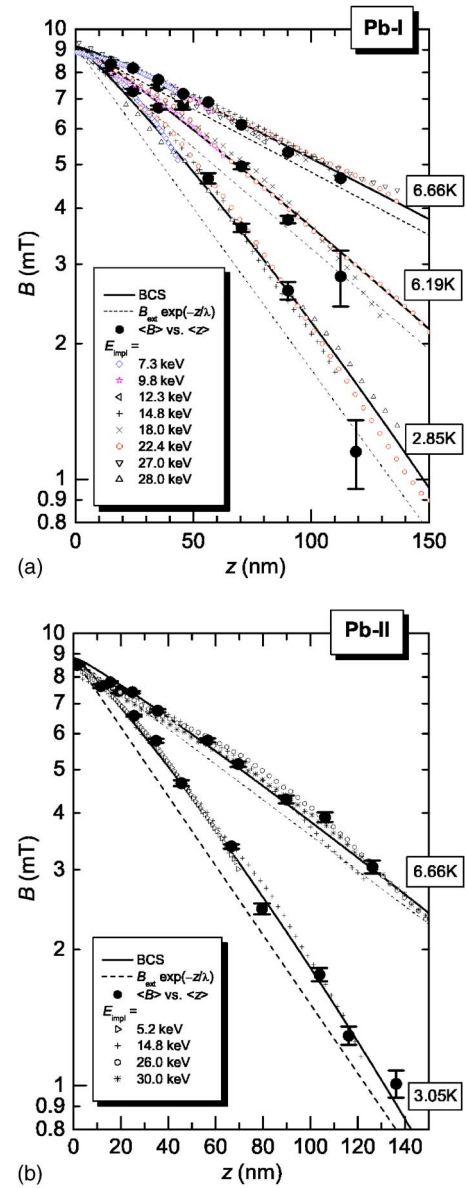 Pb-I
10
9
8
7
6
5
4
3
2
1
0.9
0.8
B (mT)
6.66K
6.19K
2.85K
BCS
B_ext exp(-z/λ)
<B> vs. <z>
E_impl =
7.3 keV
9.8 keV
12.3 keV
14.8 keV
18.0 keV
22.4 keV
27.0 keV
28.0 keV
0 50 100 150
(a) z (nm)
Pb-II
10
9
8
7
6
5
4
3
2
1
0.9
0.8
B (mT)
6.66K
3.05K
BCS
B_ext exp(-z/λ)
<B> vs. <z>
E_impl =
5.2 keV
14.8 keV
26.0 keV
30.0 keV
0 20 40 60 80 100 120 140
(b) z (nm)